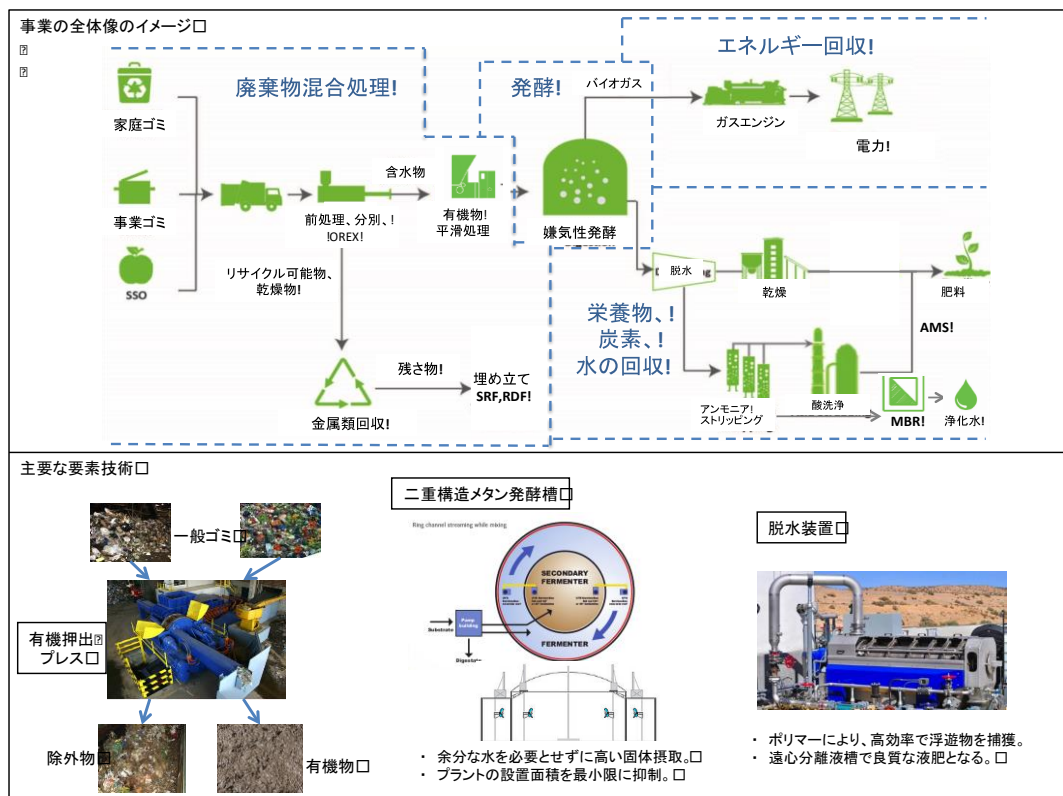 事業の全体像のイメージ□
廃棄物混合処理!
発酵!
エネルギー回収!
バイオガス
家庭ゴミ
ガスエンジン
電力!
含水物
事業ゴミ
前処理、分別、!
!OREX!
有機物!
平滑処理
嫌気性発酵
SSO
リサイクル可能物、
乾燥物!
脱水
乾燥
肥料
栄養物、!
炭素、!
水の回収!
AMS!
残さ物!
埋め立て
SRF,RDF!
金属類回収!
アンモニア!
ストリッピング
酸洗浄
MBR!
浄化水!
主要な要素技術□
一般ゴミ□
有機押出
プレス□
除外物□
有機物□
二重構造メタン発酵槽□
Ring channel streaming while mixing
SECONDARY
FERMENTER
Pump
building
Substrate
Digestate
FERMENTER
・ 余分な水を必要とせずに高い固体摂取。□
・ プラントの設置面積を最小限に抑制。□
脱水装置□
・ ポリマーにより、高効率で浮遊物を捕獲。
・ 遠心分離液槽で良質な液肥となる。□